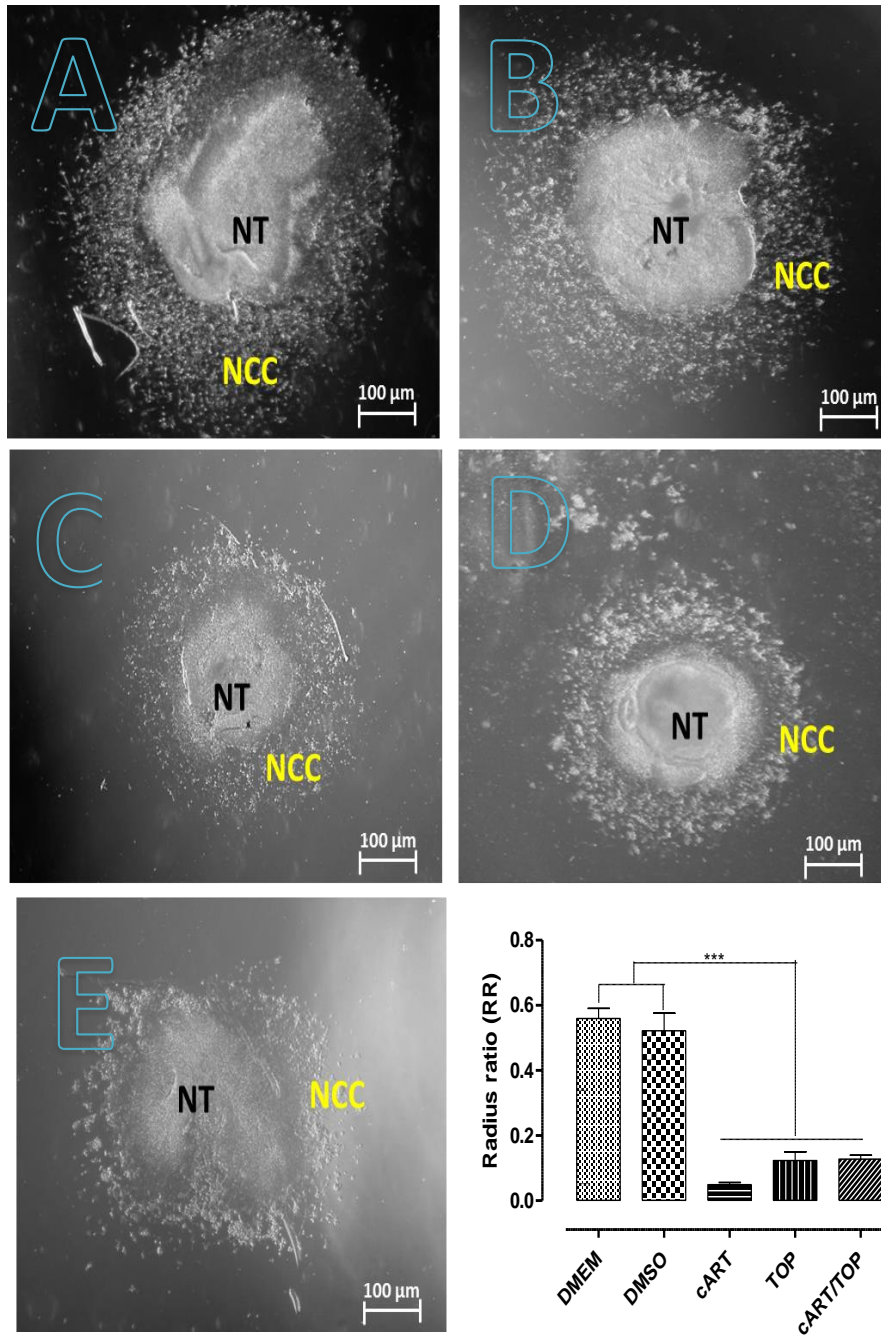 A
NT
NCC
100 µm
B
NT
NCC
100 µm
C
NT
NCC
100 µm
D
NT
NCC
100 µm
E
NT
NCC
100 µm
0.8
0.6
0.4
0.2
0.0
Radius ratio (RR)
***
DMEM
DMSO
cART
TOP
cART/TOP